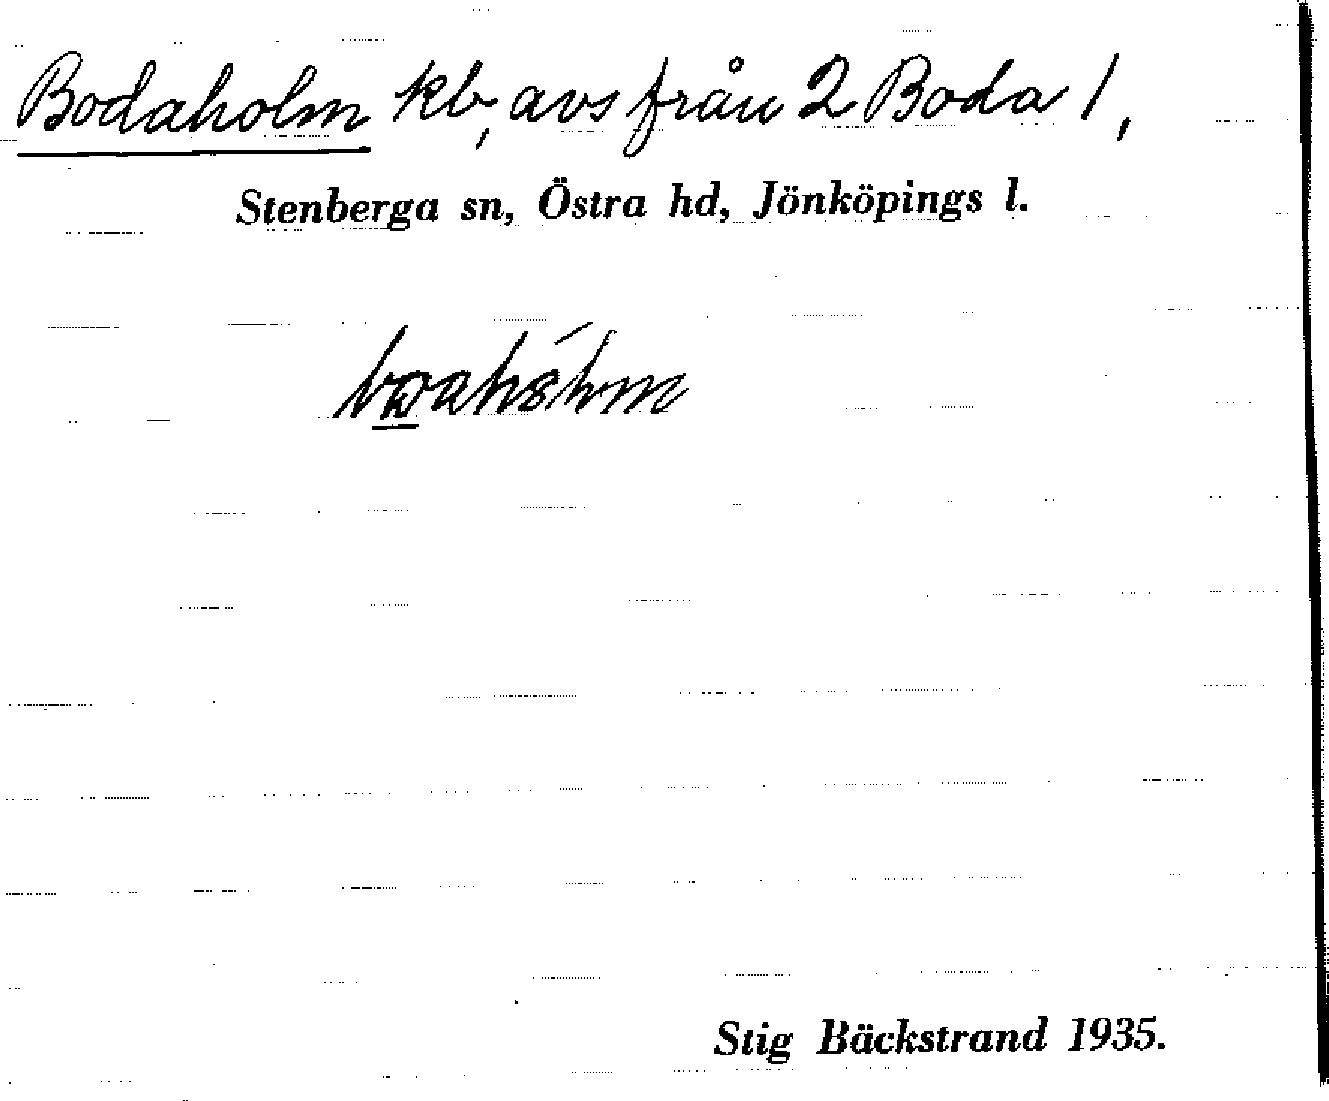 Bodaholm kb, avs från 2 Boda 1,
Stenberga sn, Östra hd, Jönköpings l.
Stig Bäckstrand 1935.